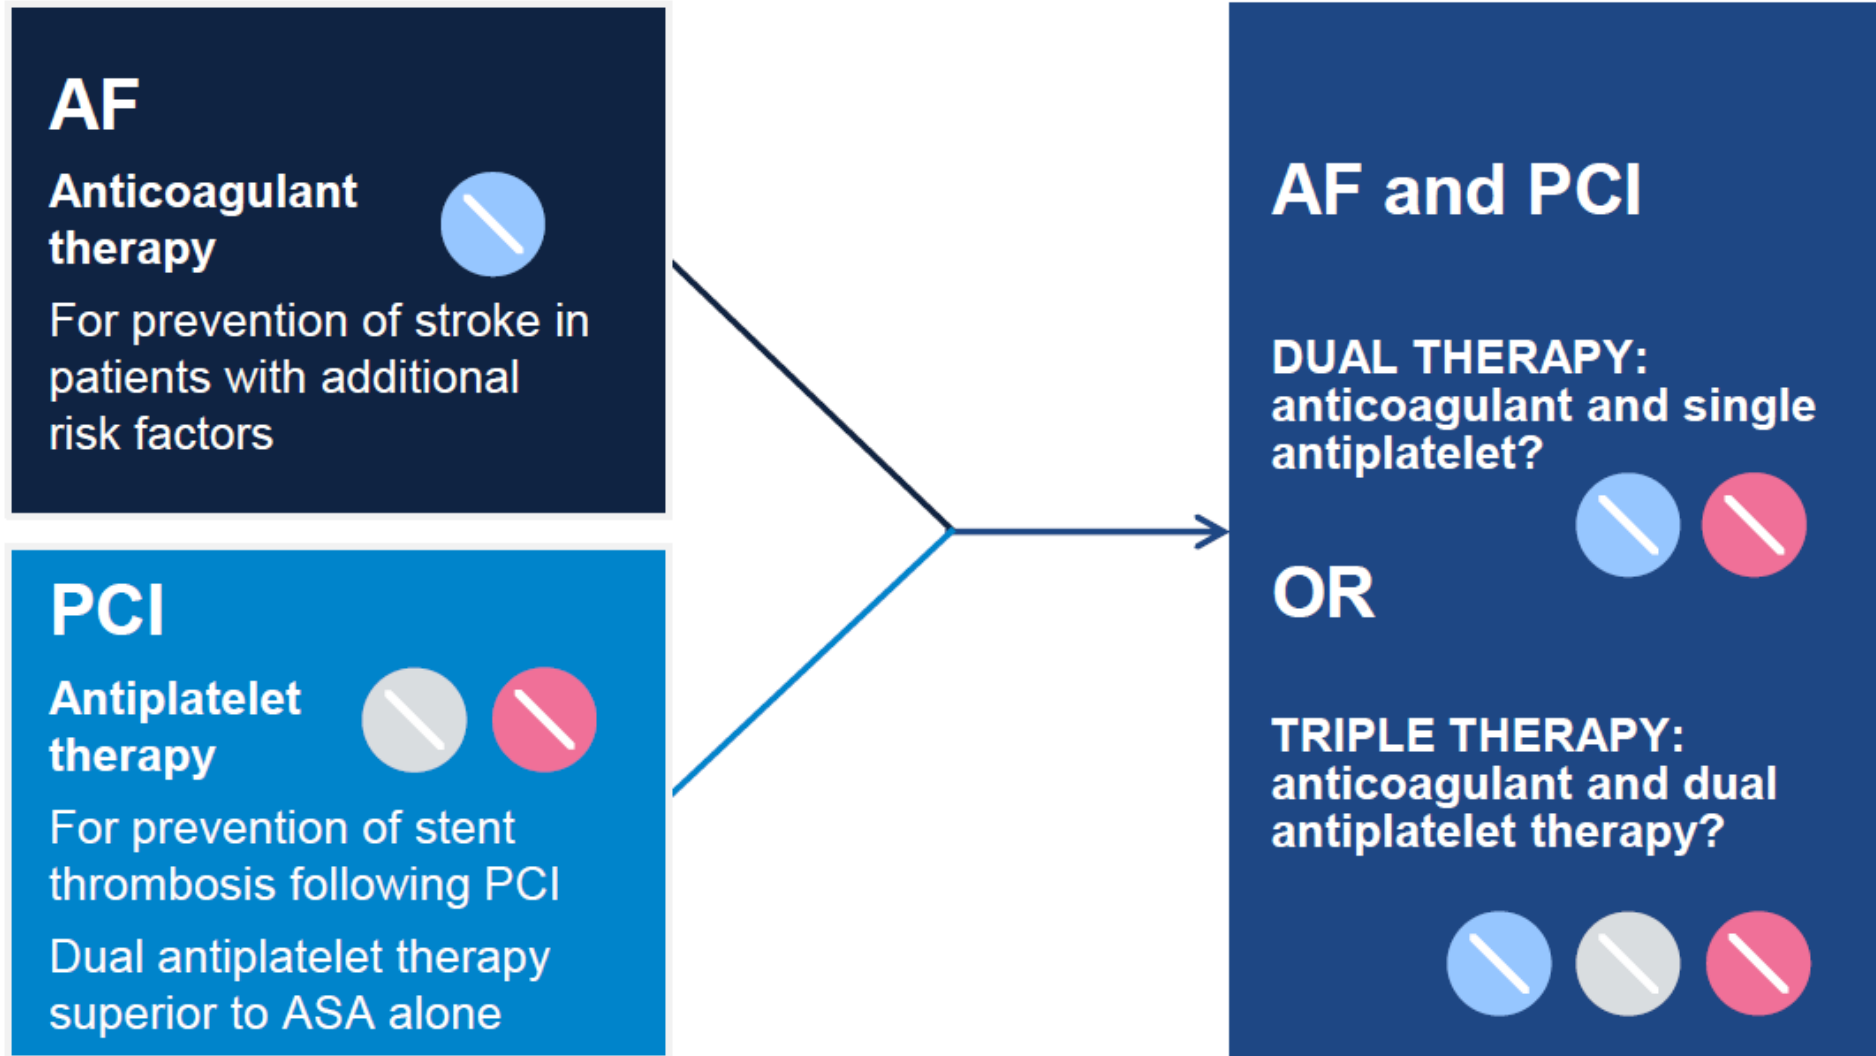 AF
Anticoagulant
therapy
For prevention of stroke in
patients with additional
risk factors
PCI
Antiplatelet
therapy
For prevention of stent
thrombosis following PCI
Dual antiplatelet therapy
superior to ASA alone
AF and PCI
DUAL THERAPY:
anticoagulant and single
antiplatelet?
OR
TRIPLE THERAPY:
anticoagulant and dual
antiplatelet therapy?